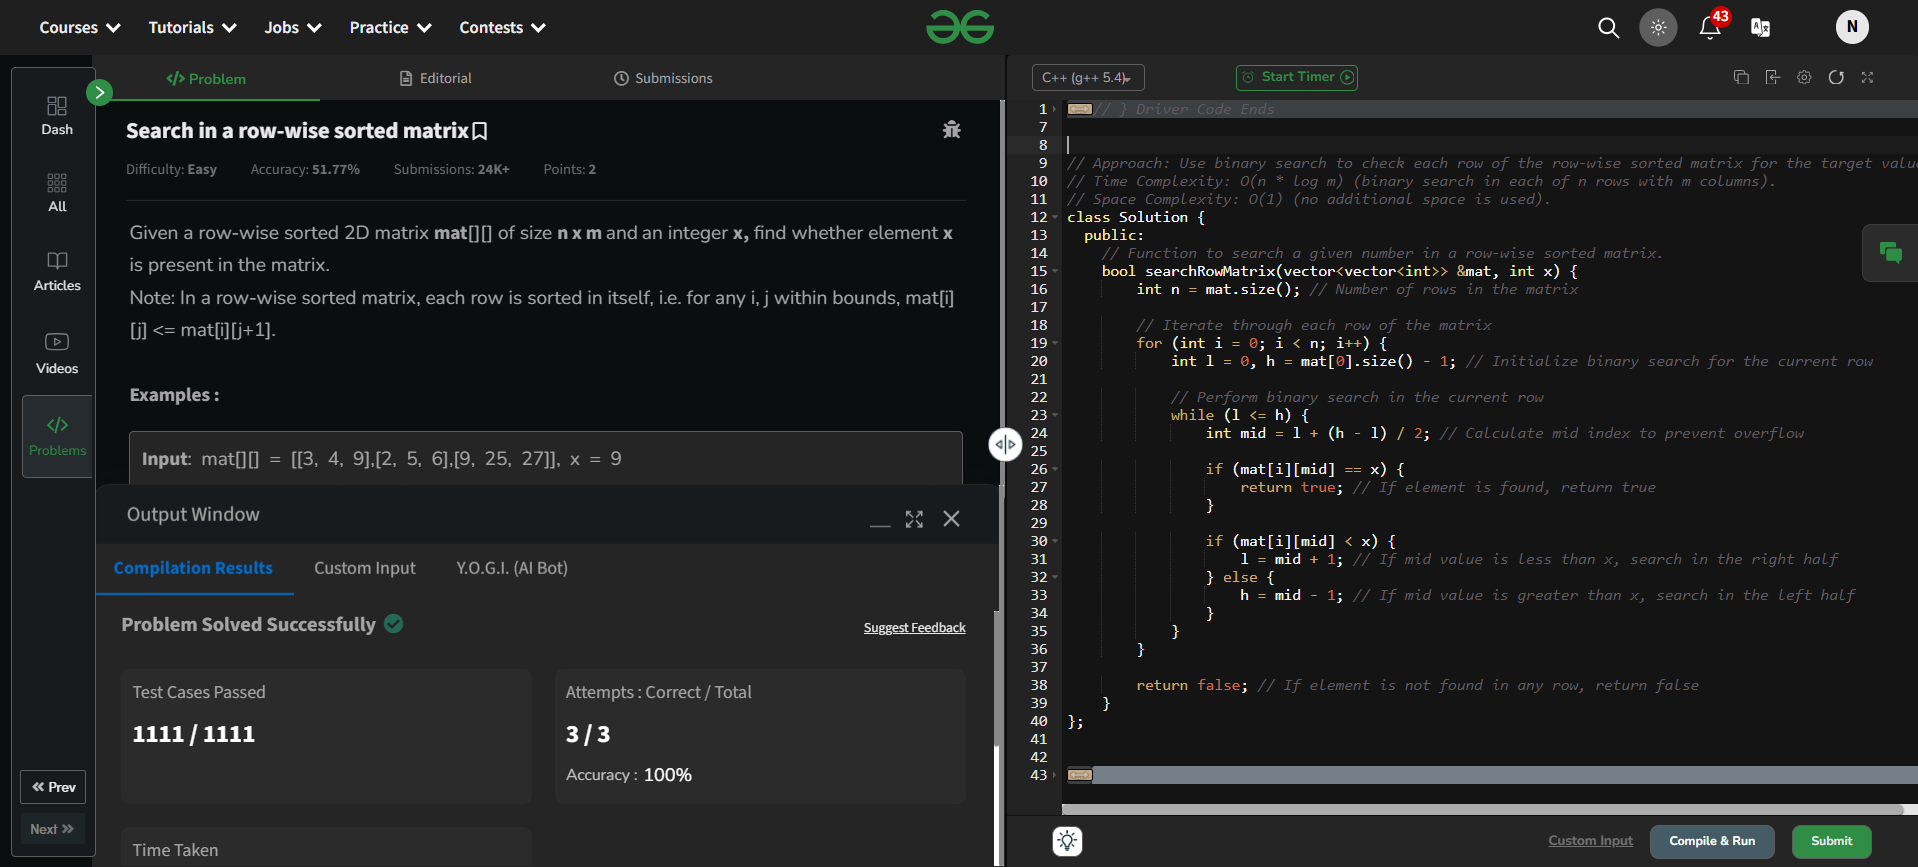 Courses
Tutorials
Jobs
Practice
Contests
43
N
Dash
All
Articles
Videos
Problems
Prev
Next
Problem
Editorial
Submissions
Search in a row-wise sorted matrix
Difficulty: Easy
Accuracy: 51.77%
Submissions: 24K+
Points: 2
Given a row-wise sorted 2D matrix mat[][] of size n x m and an integer x, find whether element x
is present in the matrix.
Note: In a row-wise sorted matrix, each row is sorted in itself, i.e. for any i, j within bounds, mat[i]
[j] <= mat[i][j+1].
Examples :
Input: mat[][] = [[3, 4, 9],[2, 5, 6],[9, 25, 27]], x = 9
Output Window
Compilation Results
Custom Input
Y.O.G.I. (AI Bot)
Problem Solved Successfully
Suggest Feedback
Test Cases Passed
1111 / 1111
Attempts : Correct / Total
3 / 3
Accuracy : 100%
Time Taken
C++ (g++ 5.4)
Start Timer
1 // } Driver Code Ends
7
8
9 // Approach: Use binary search to check each row of the row-wise sorted matrix for the target
10 // Time Complexity: O(n * log m) (binary search in each of n rows with m columns).
11 // Space Complexity: O(1) (no additional space is used).
12 class Solution {
13 public:
14 // Function to search a given number in a row-wise sorted matrix.
15 bool searchRowMatrix(vector<vector<int>> &mat, int x) {
16 int n = mat.size(); // Number of rows in the matrix
17
18 // Iterate through each row of the matrix
19 for (int i = 0; i < n; i++) {
20 int l = 0, h = mat[0].size() - 1; // Initialize binary search for the current row
21
22 // Perform binary search in the current row
23 while (l <= h) {
24 int mid = l + (h - l) / 2; // Calculate mid index to prevent overflow
25
26 if (mat[i][mid] == x) {
27 return true; // If element is found, return true
28 }
29
30 if (mat[i][mid] < x) {
31 l = mid + 1; // If mid value is less than x, search in the right half
32 } else {
33 h = mid - 1; // If mid value is greater than x, search in the left half
34 }
35 }
36 }
37
38 return false; // If element is not found in any row, return false
39 }
40 };
41
42
43
Custom Input
Compile & Run
Submit